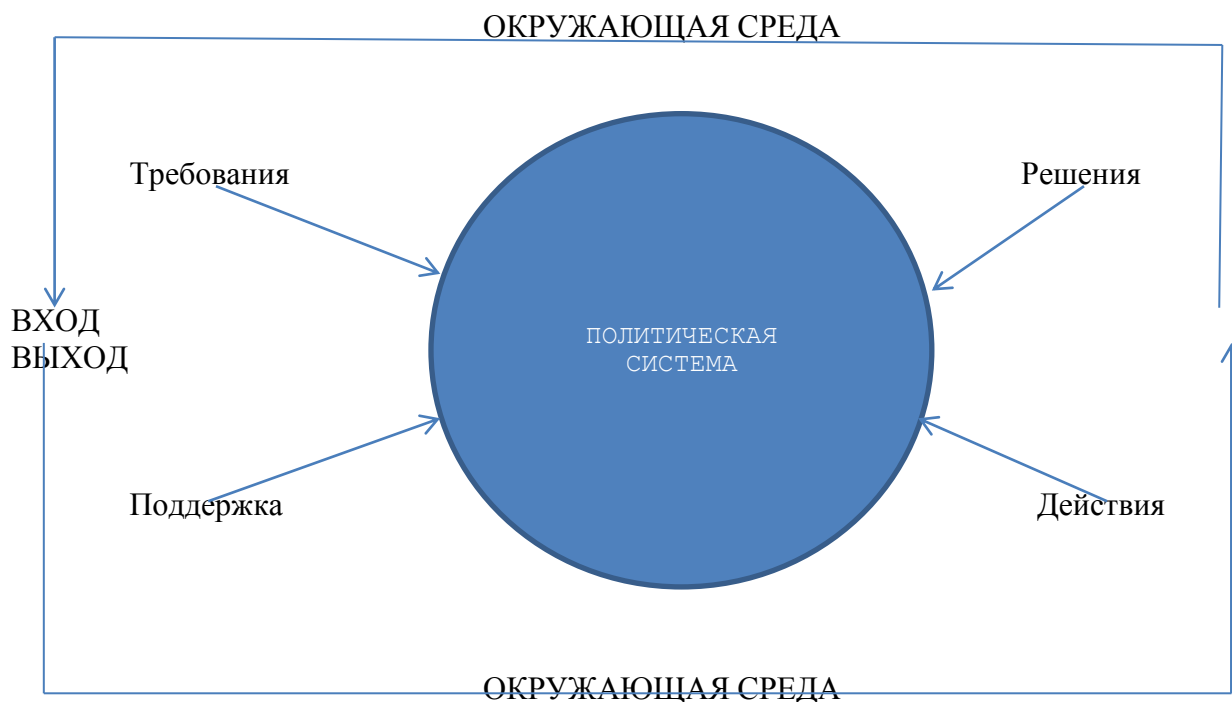 ОКРУЖАЮЩАЯ СРЕДА
Требования
Решения
ВХОД
ВЫХОД
ПОЛИТИЧЕСКАЯ
СИСТЕМА
Поддержка
Действия
ОКРУЖАЮЩАЯ СРЕДА